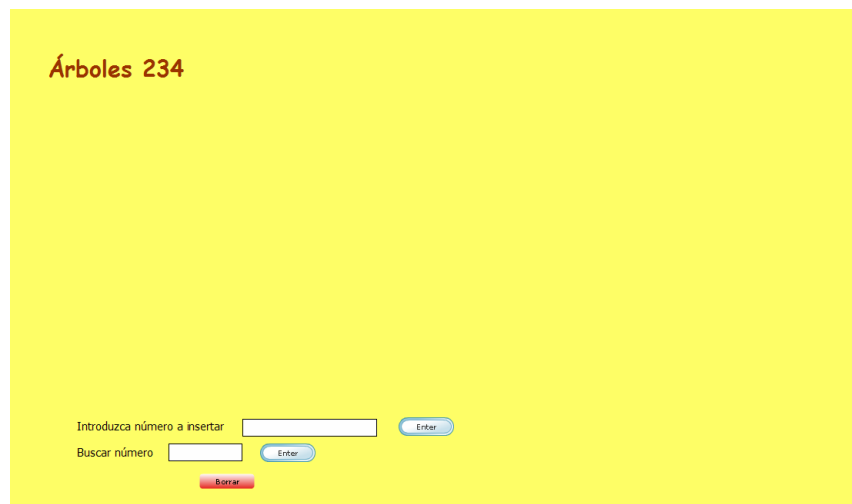 Árboles 234
Introduzca número a insertar Enter
Buscar número Enter
Borrar